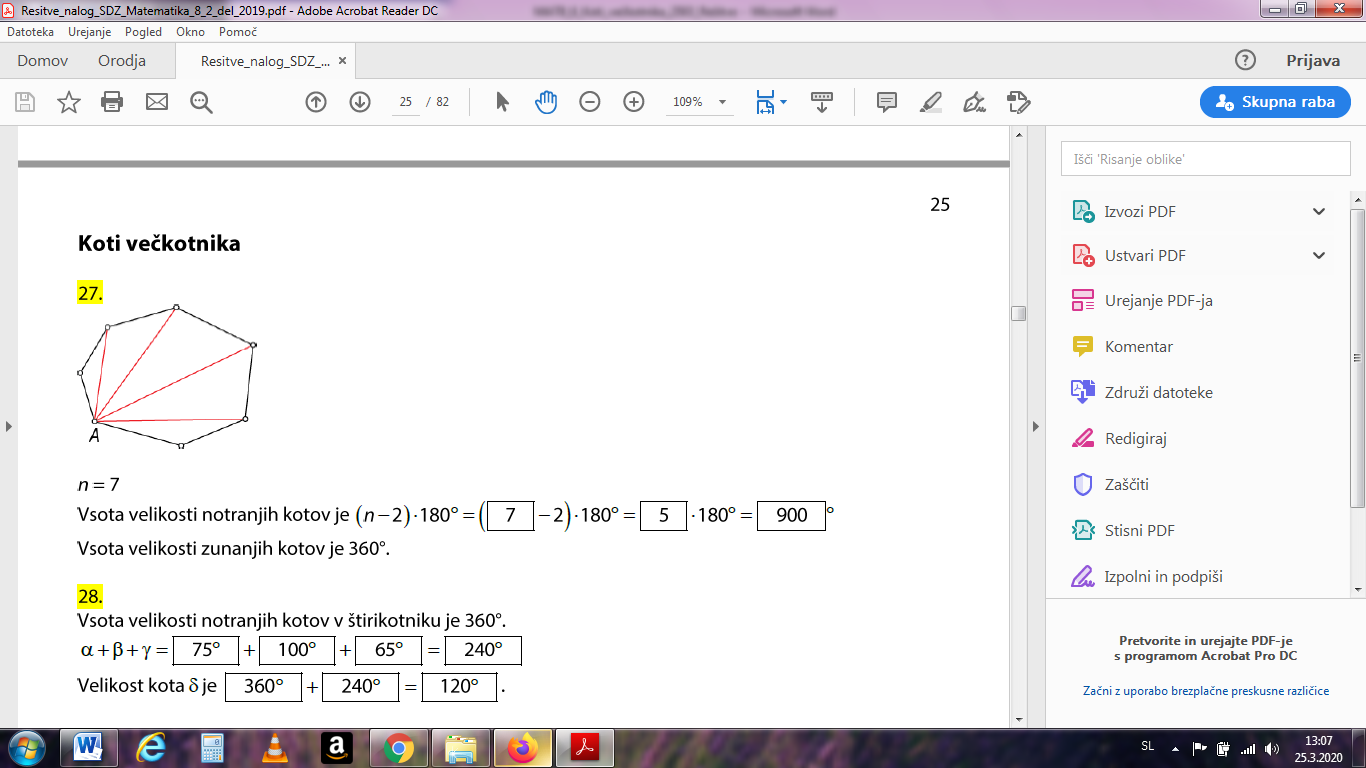 Resitve_nalog_SDZ_Matematika_8_2_del_2019.pdf - Adobe Acrobat Reader DC
Datoteka Urejanje Pogled Okno Pomoč
Domov Orodja Resitve_nalog_SDZ_... × ? Prijava
25 / 82 109% Skupna raba
Išči 'Risanje oblike'
Izvozi PDF
Ustvari PDF
Urejanje PDF-ja
Komentar
Združi datoteke
Redigiraj
Zaščiti
Stisni PDF
Izpolni in podpiši
Pretvorite in urejajte PDF-je
s programom Acrobat Pro DC
Začni z uporabo brezplačne preskusne različice
25
Koti večkotnika
27.
A
n = 7
Vsota velikosti notranjih kotov je (n − 2) · 180° = ( 7 − 2) · 180° = 5 · 180° = 900 °
Vsota velikosti zunanjih kotov je 360°.
28.
Vsota velikosti notranjih kotov v štirikotniku je 360°.
α + β + γ = 75° + 100° + 65° = 240°
Velikost kota δ je 360° + 240° = 120° .
SL 13:07
25.3.2020